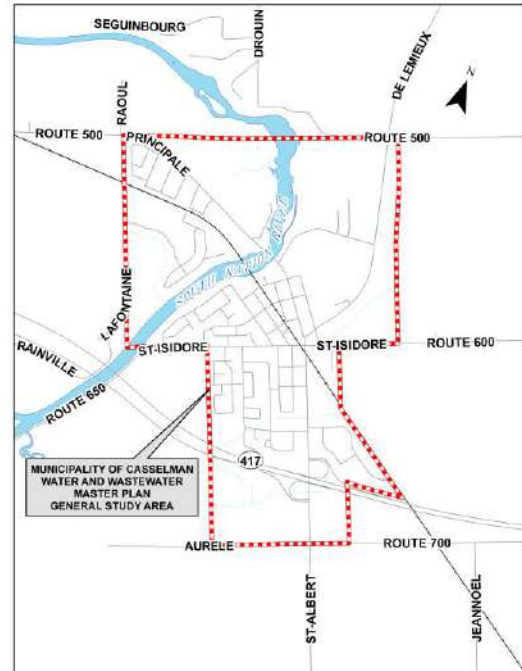 SEGUINBOURG
DROUIN
DE LEMIEUX
N
RAOUL
ROUTE 500
PRINCIPALE
ROUTE 500
SOUTH NATION RIVER
LAFONTAINE
ST-ISIDORE
ST-ISIDORE
ROUTE 600
RAINVILLE
ROUTE 650
417
MUNICIPALITY OF CASSELMAN
WATER AND WASTEWATER
MASTER PLAN
GENERAL STUDY AREA
AURELE
ROUTE 700
ST-ALBERT
JEANNOEL